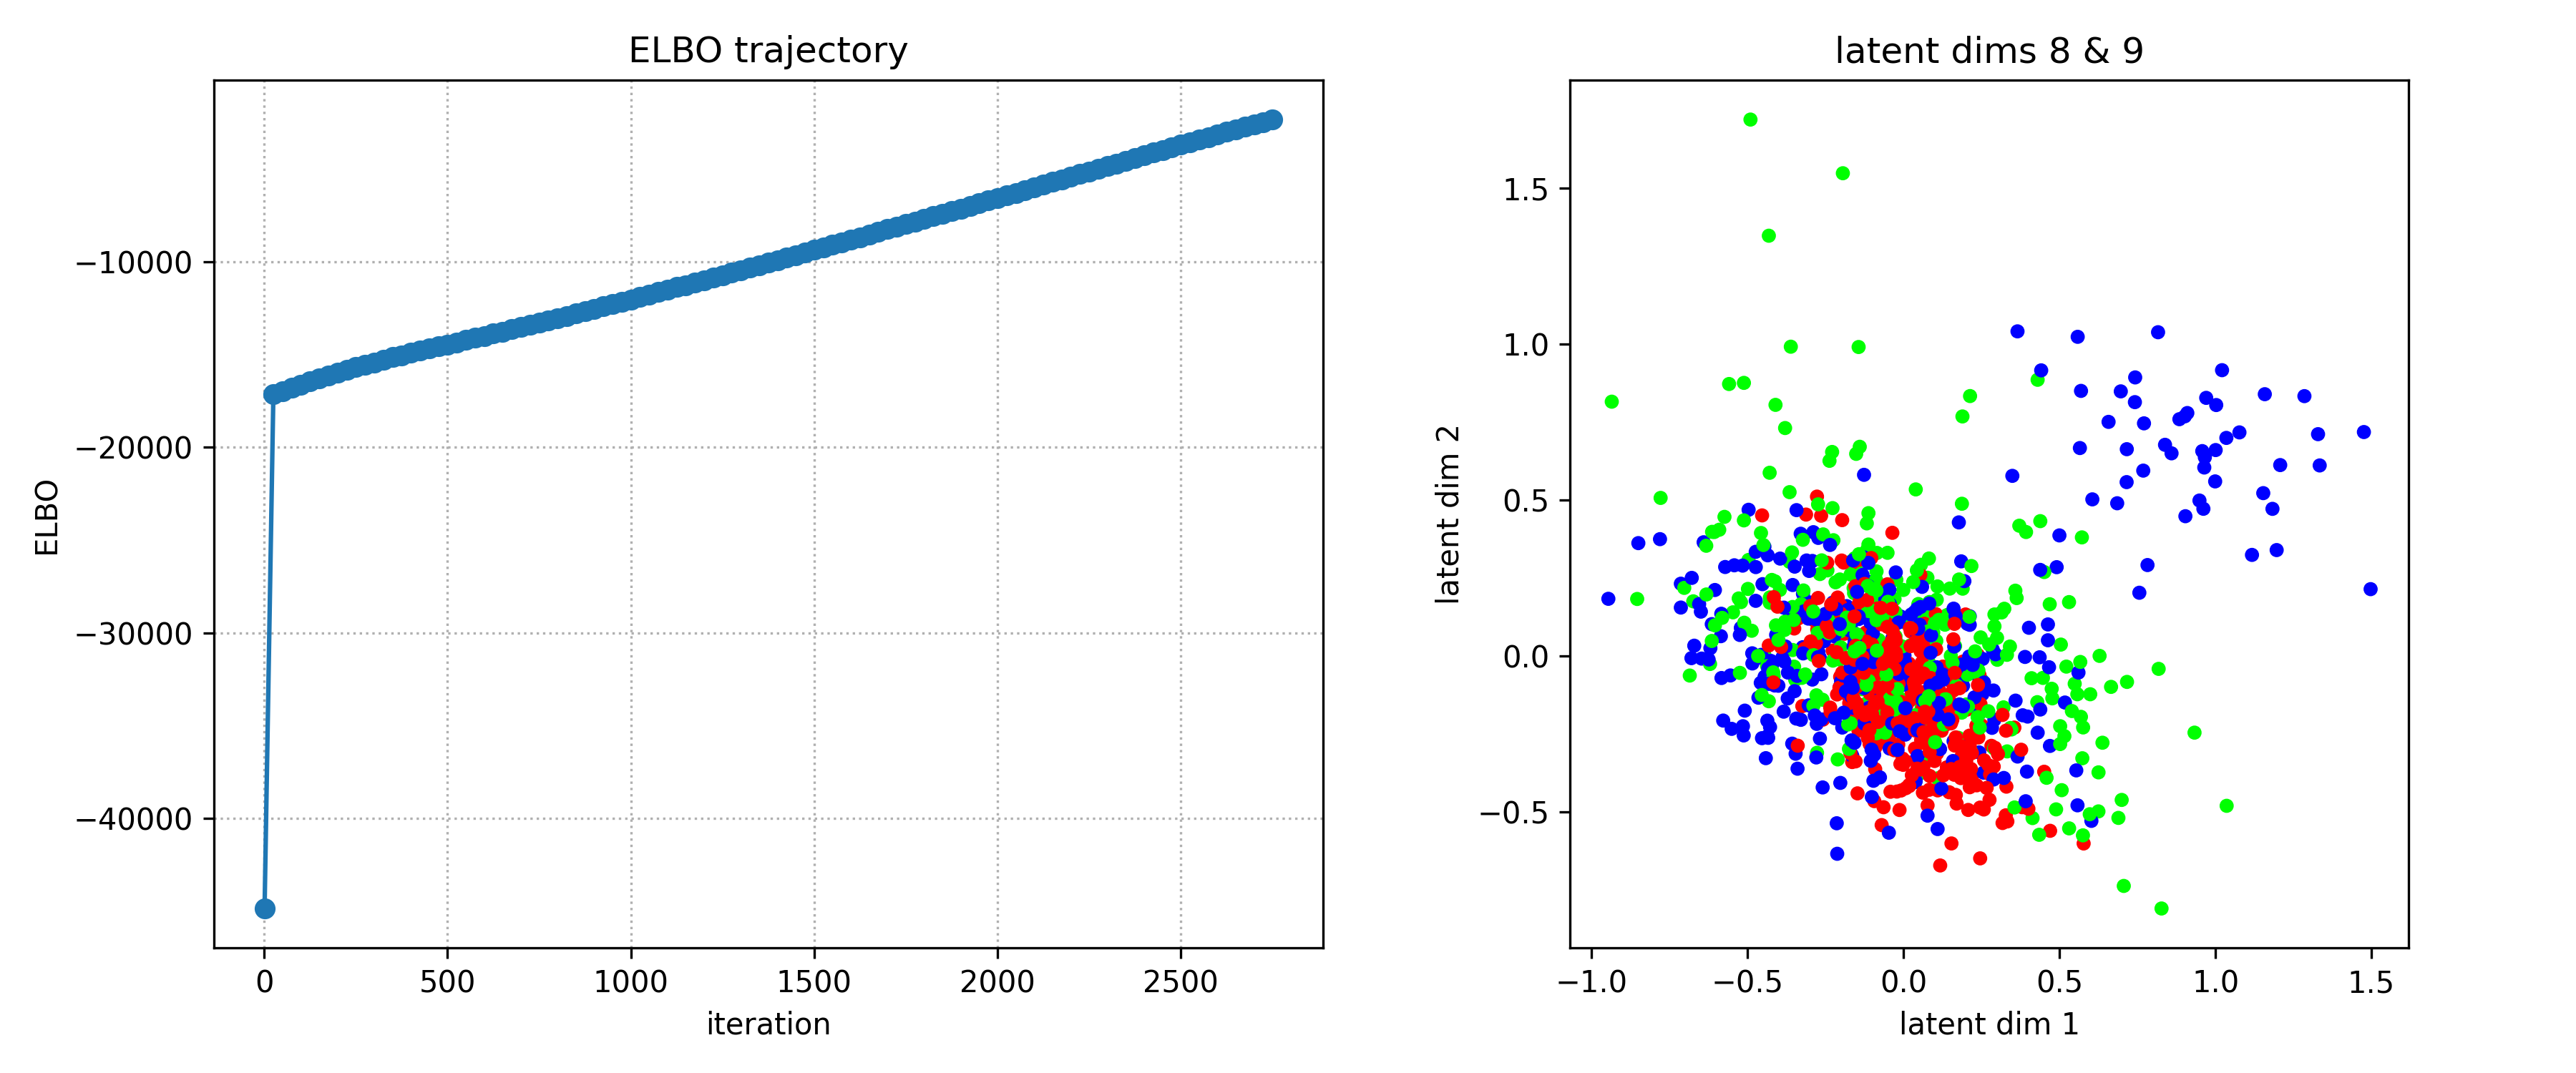 ELBO trajectory
ELBO
−10000
−20000
−30000
−40000
0 500 1000 1500 2000 2500
iteration
latent dims 8 & 9
latent dim 2
1.5
1.0
0.5
0.0
−0.5
−1.0 −0.5 0.0 0.5 1.0 1.5
latent dim 1